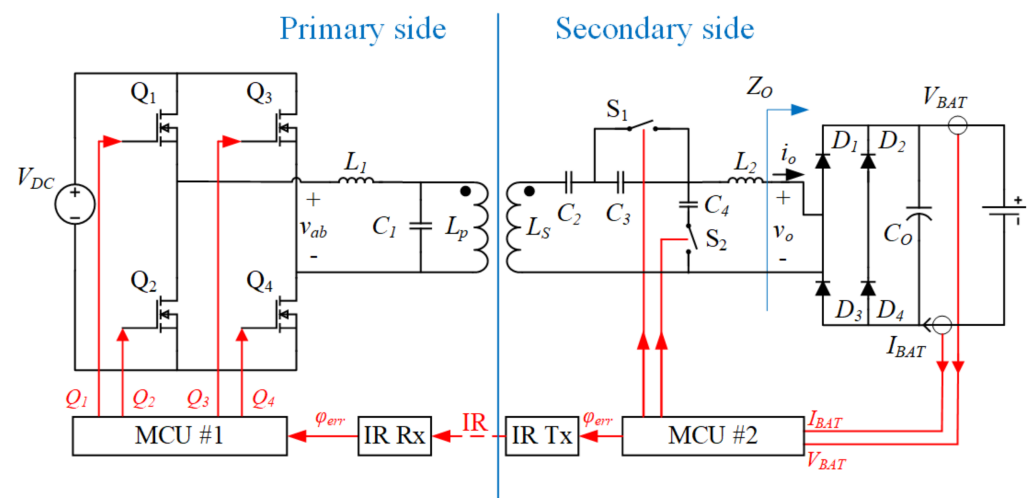 Primary side
Secondary side
Q1
Q3
S1
ZO
VBAT
D1
D2
VDC
L1
L2
io
+
-
+
vab
-
C1
Lp
LS
C2
C3
C4
S2
+
vo
-
CO
+
-
Q2
Q4
D3
D4
IBAT
Q1
Q2
Q3
Q4
MCU #1
φerr
IR Rx
IR
IR Tx
φerr
MCU #2
IBAT
VBAT